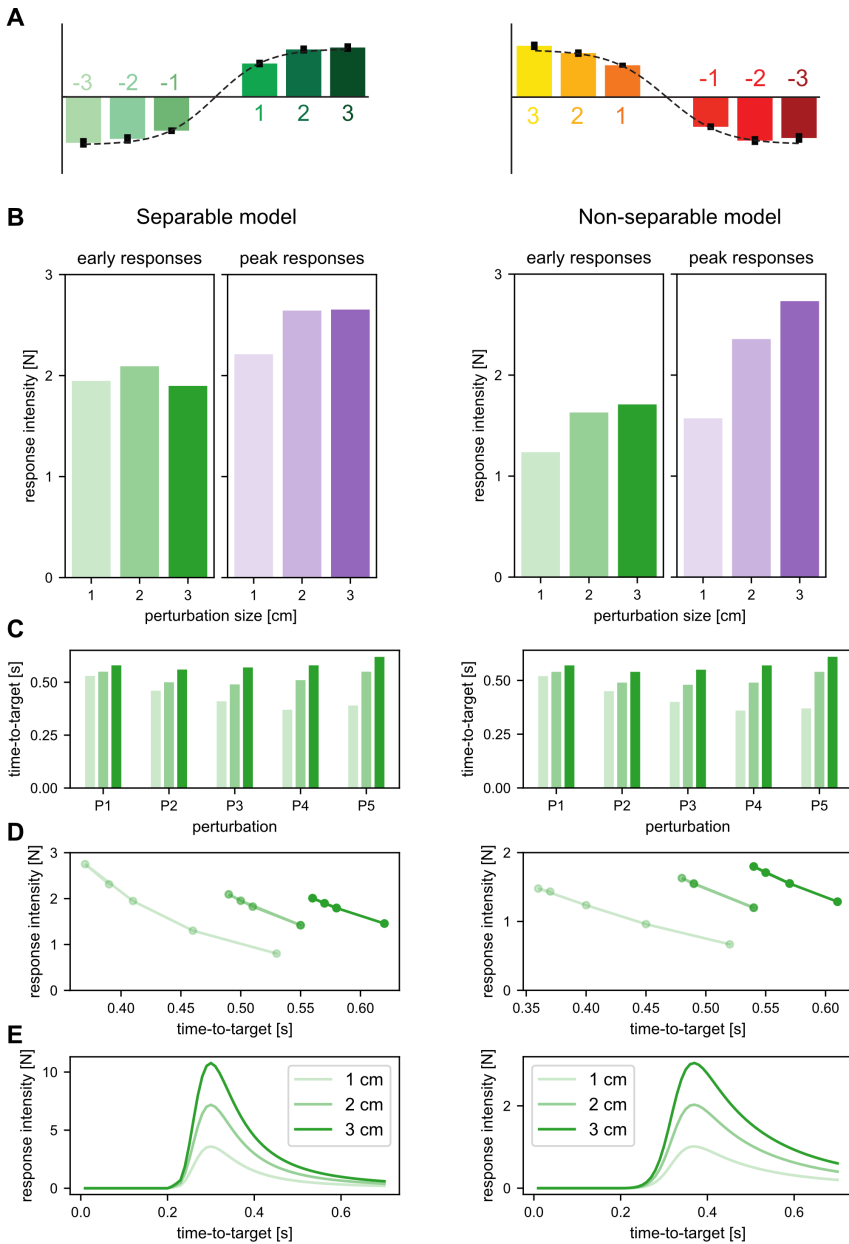 A
-3 -2 -1
1 2 3
3 2 1
-1 -2 -3
B
Separable model
early responses
peak responses
response intensity [N]
3
2
1
0
1 2 3
1 2 3
perturbation size [cm]
Non-separable model
early responses
peak responses
response intensity [N]
3
2
1
0
1 2 3
1 2 3
perturbation size [cm]
C
time-to-target [s]
0.50
0.25
0.00
P1 P2 P3 P4 P5
perturbation
time-to-target [s]
0.50
0.25
0.00
P1 P2 P3 P4 P5
perturbation
D
response intensity [N]
3
2
1
0
0.40 0.45 0.50 0.55 0.60
time-to-target [s]
response intensity [N]
2
1
0
0.35 0.40 0.45 0.50 0.55 0.60
time-to-target [s]
E
response intensity [N]
10
5
0
1 cm
2 cm
3 cm
0.0 0.2 0.4 0.6
time-to-target [s]
response intensity [N]
2
0
1 cm
2 cm
3 cm
0.0 0.2 0.4 0.6
time-to-target [s]